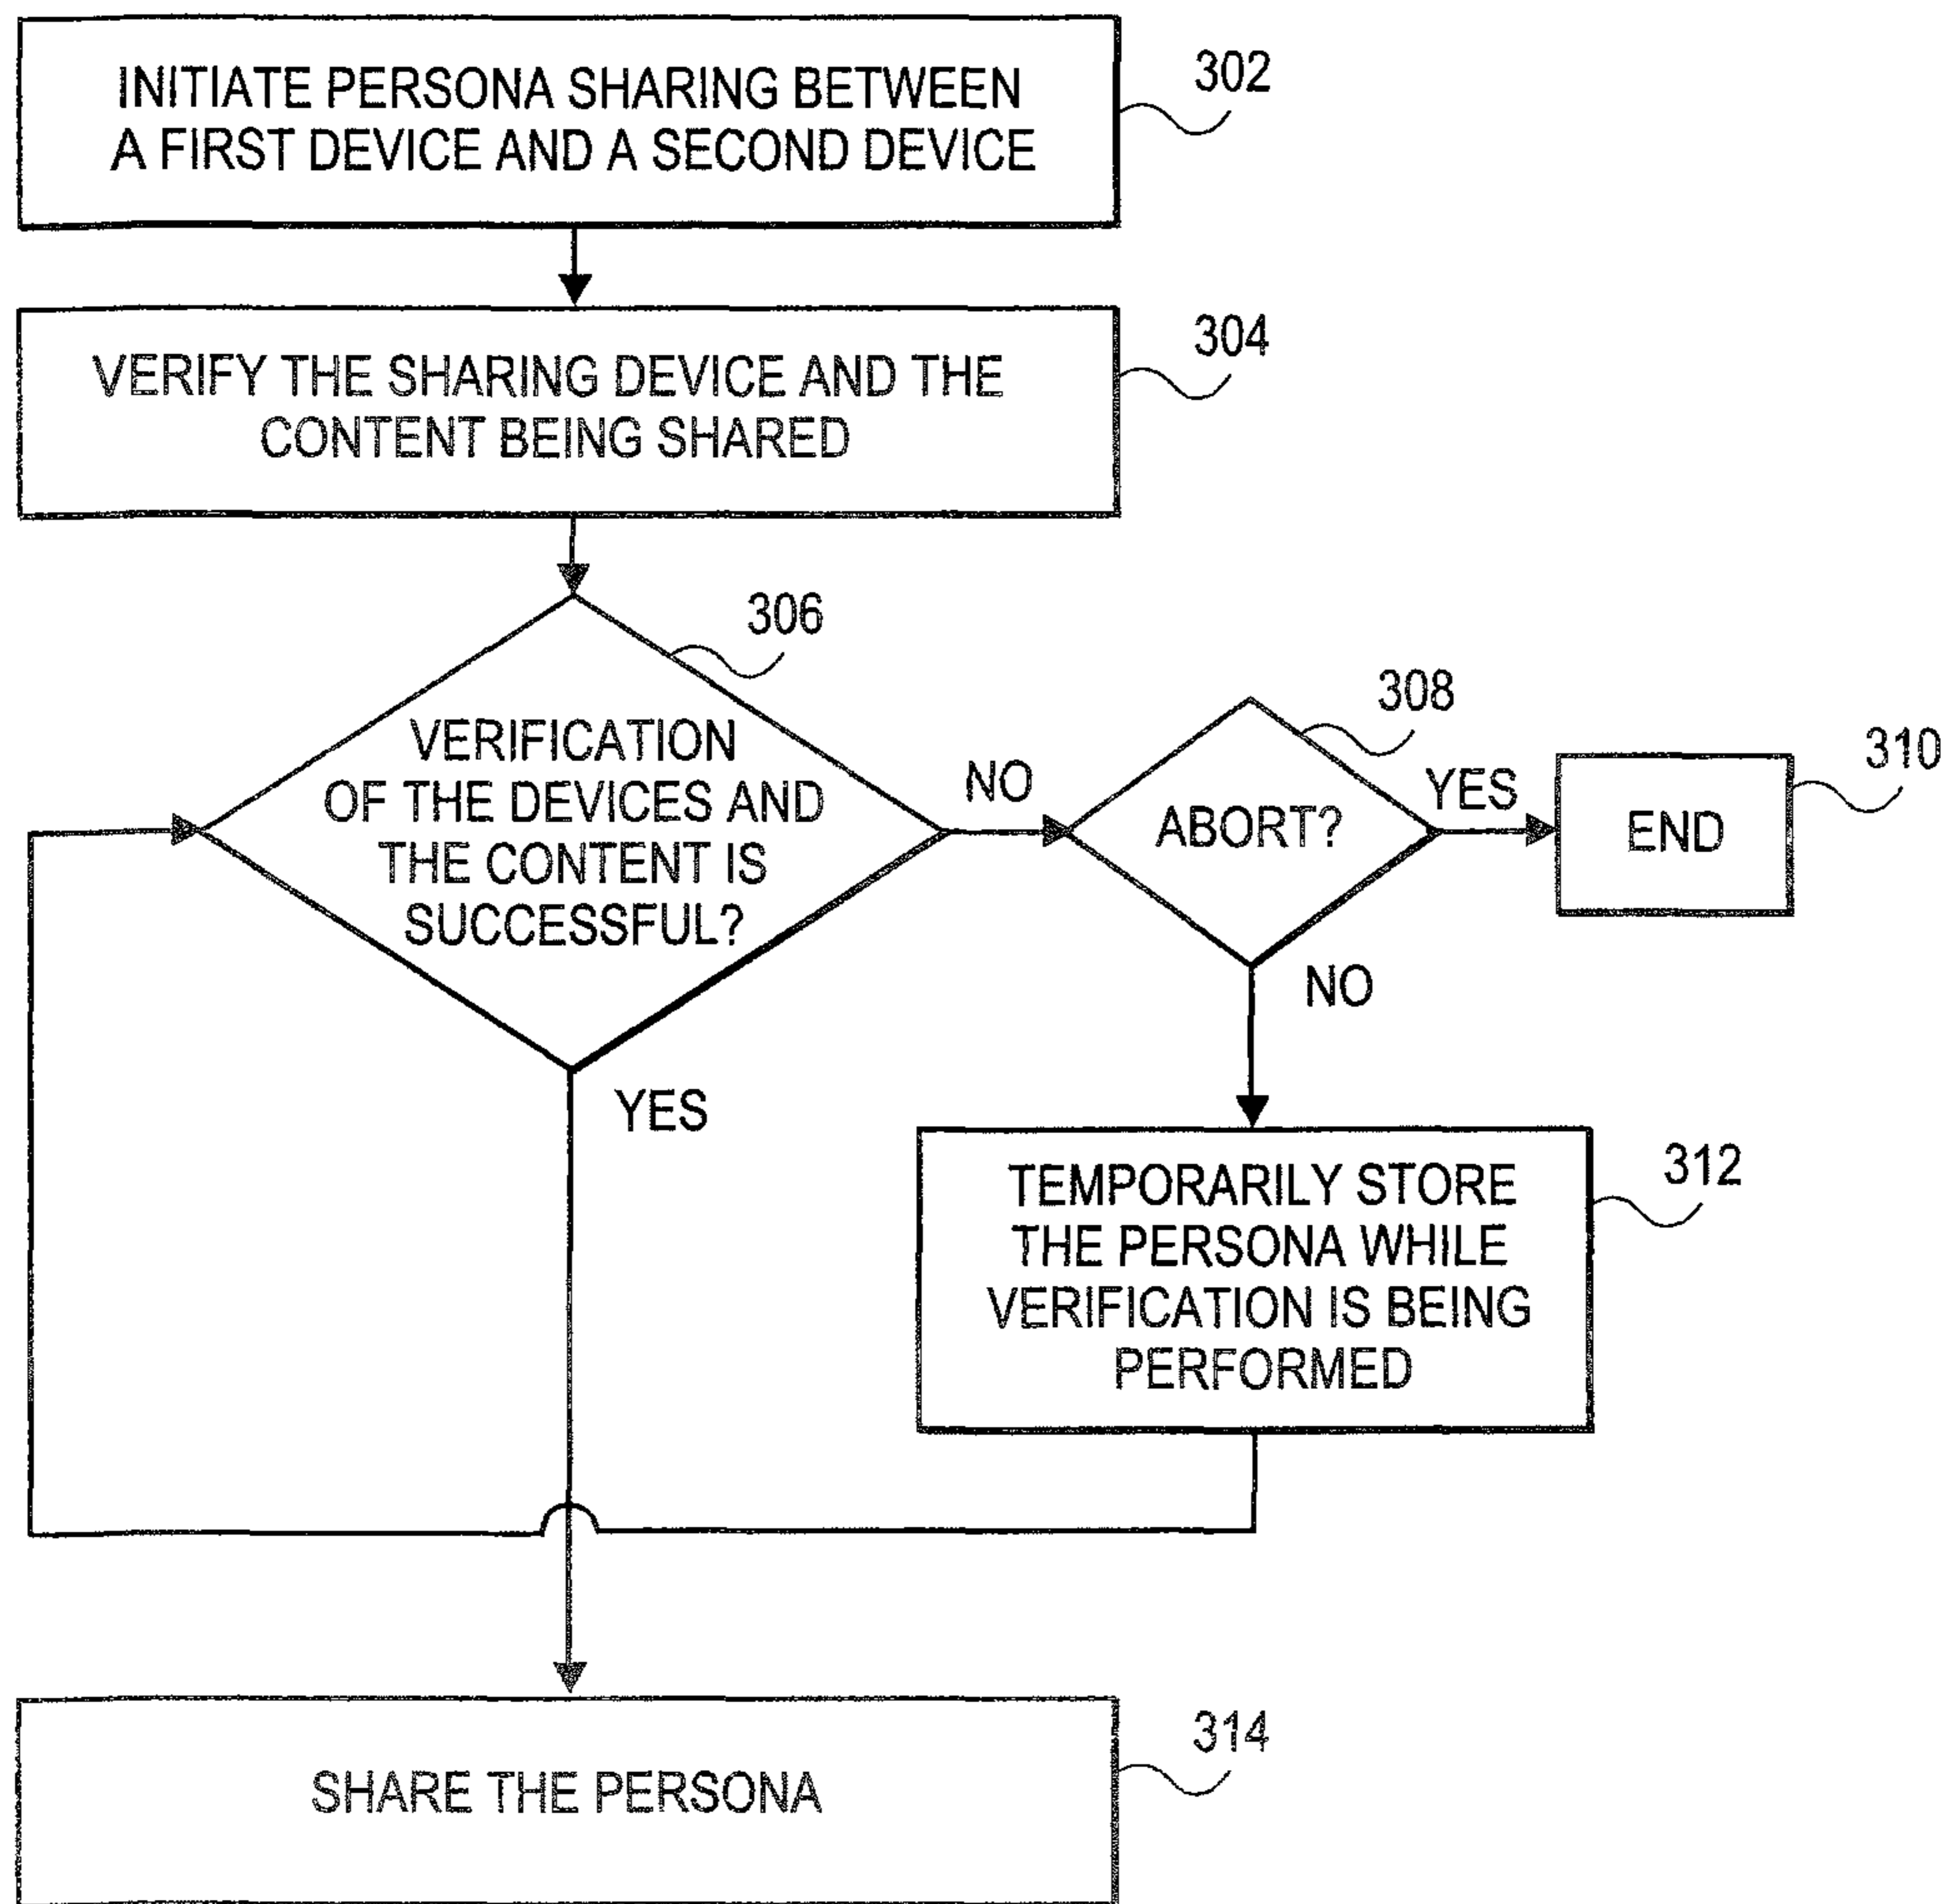 INITIATE PERSONA SHARING BETWEEN
A FIRST DEVICE AND A SECOND DEVICE
302
VERIFY THE SHARING DEVICE AND THE
CONTENT BEING SHARED
304
306
VERIFICATION
OF THE DEVICES AND
THE CONTENT IS
SUCCESSFUL?
NO
YES
308
ABORT?
YES
NO
310
END
312
TEMPORARILY STORE
THE PERSONA WHILE
VERIFICATION IS BEING
PERFORMED
314
SHARE THE PERSONA